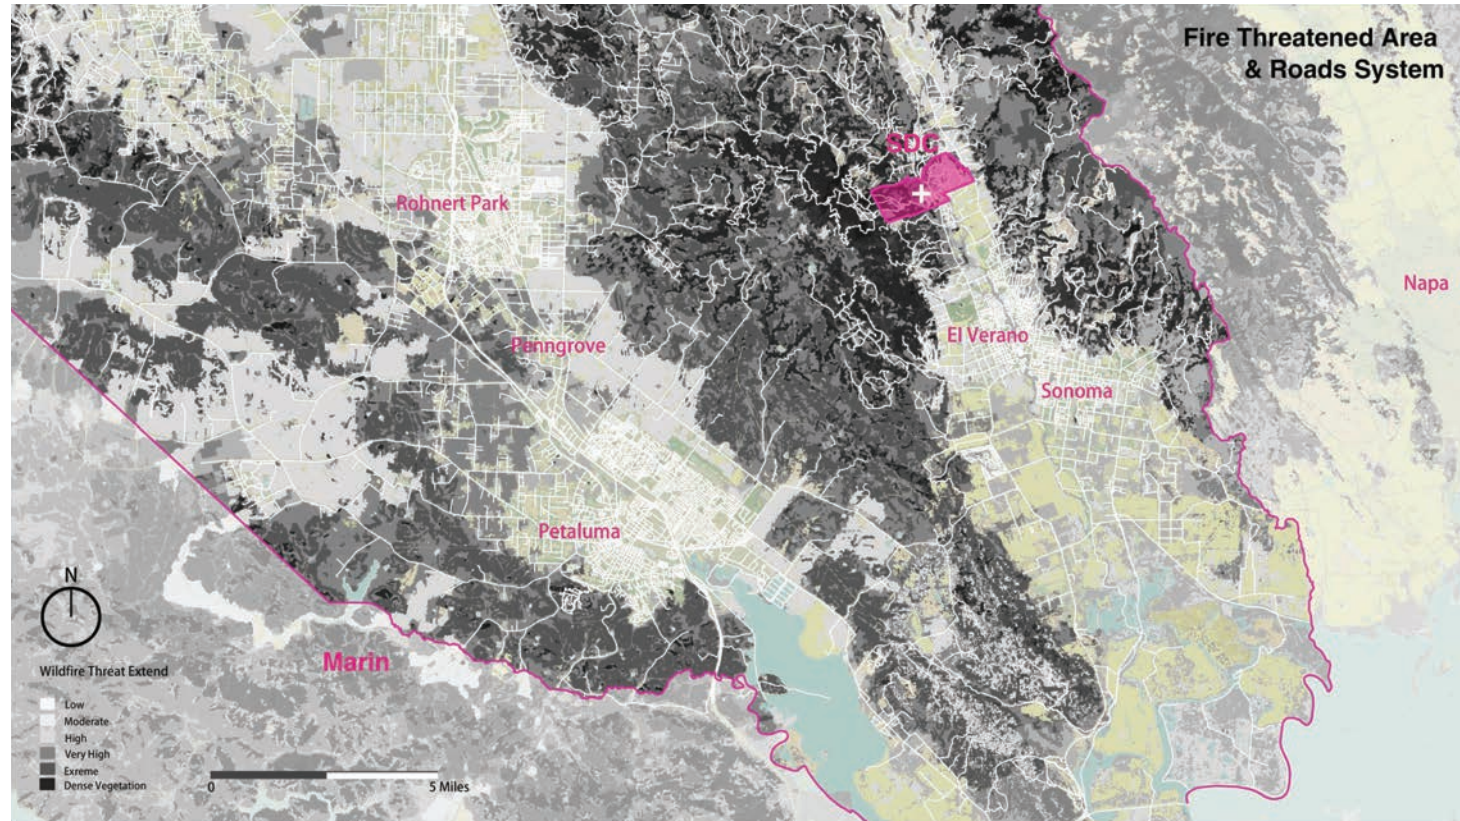 Fire Threatened Area
& Roads System
SDC
Rohnert Park
Napa
Penngrove
El Verano
Sonoma
Petaluma
N
Marin
Wildfire Threat Extend
Low
Moderate
High
Very High
Exreme
Dense Vegetation
0
5 Miles